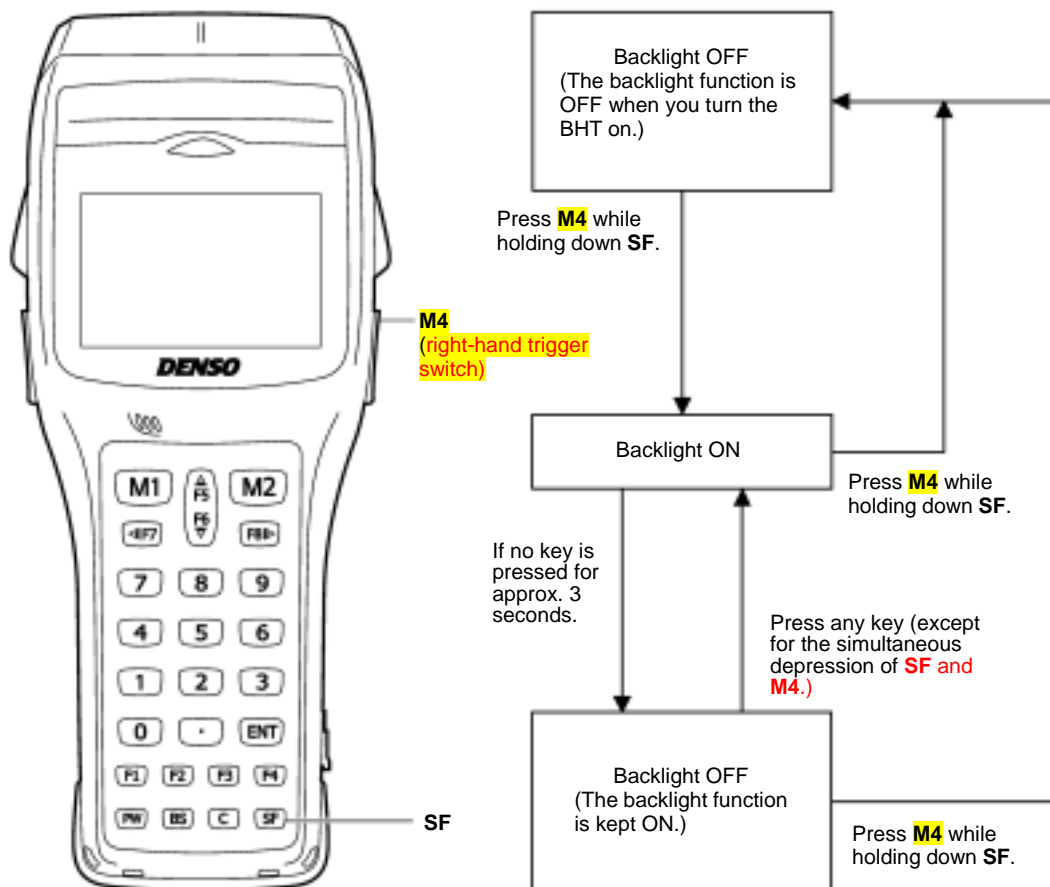 DENSO
M1
F5
F6
M2
7
8
9
4
5
6
1
2
3
0
.
ENT
F1
F2
F3
F4
PW
BS
C
SF
M4
(right-hand trigger
switch)
SF
Backlight OFF
(The backlight function is
OFF when you turn the
BHT on.)
Press M4 while
holding down SF.
Backlight ON
Press M4 while
holding down SF.
If no key is
pressed for
approx. 3
seconds.
Press any key (except
for the simultaneous
depression of SF and
M4.)
Backlight OFF
(The backlight function
is kept ON.)
Press M4 while
holding down SF.